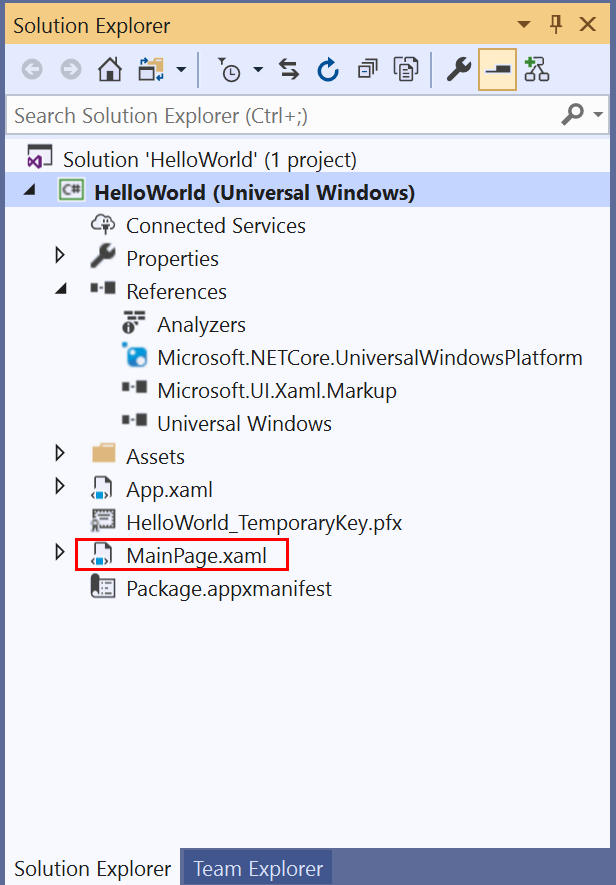 Solution Explorer
Search Solution Explorer (Ctrl+;)
Solution 'HelloWorld' (1 project)
C# HelloWorld (Universal Windows)
Connected Services
Properties
References
Analyzers
Microsoft.NETCore.UniversalWindowsPlatform
Microsoft.UI.Xaml.Markup
Universal Windows
Assets
App.xaml
HelloWorld_TemporaryKey.pfx
MainPage.xaml
Package.appxmanifest
Solution Explorer Team Explorer